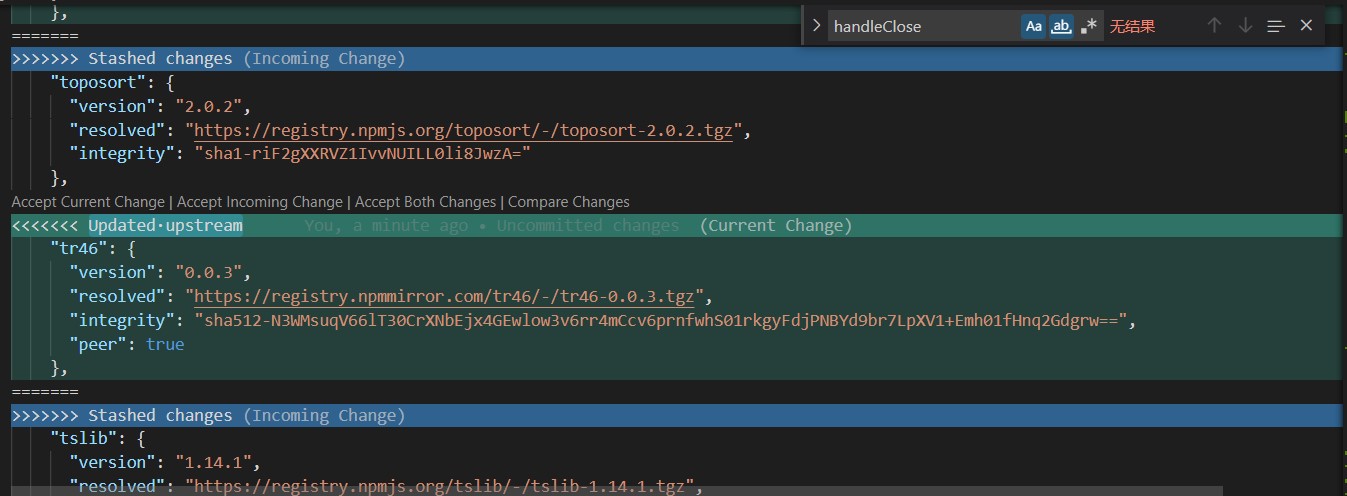 },
handleClose Aa ab .* 无结果
=======
>>>>>>> Stashed changes (Incoming Change)
"toposort": {
"version": "2.0.2",
"resolved": "https://registry.npmjs.org/toposort/-/toposort-2.0.2.tgz",
"integrity": "sha1-riF2gXXRVZ1IvvNUILL0li8JwzA="
},
Accept Current Change | Accept Incoming Change | Accept Both Changes | Compare Changes
<<<<<<< Updated·upstream You, a minute ago • Uncommitted changes (Current Change)
"tr46": {
"version": "0.0.3",
"resolved": "https://registry.npmmirror.com/tr46/-/tr46-0.0.3.tgz",
"integrity": "sha512-N3WMsuqV66lT30CrXNbEjx4GEwlow3v6rr4mCcv6prnfwhS01rkgyFdjPNBYd9br7LpXV1+Emh01fHnq2Gdgrw==",
"peer": true
},
=======
>>>>>>> Stashed changes (Incoming Change)
"tslib": {
"version": "1.14.1",
"resolved": "https://registry.npmjs.org/tslib/-/tslib-1.14.1.tgz",